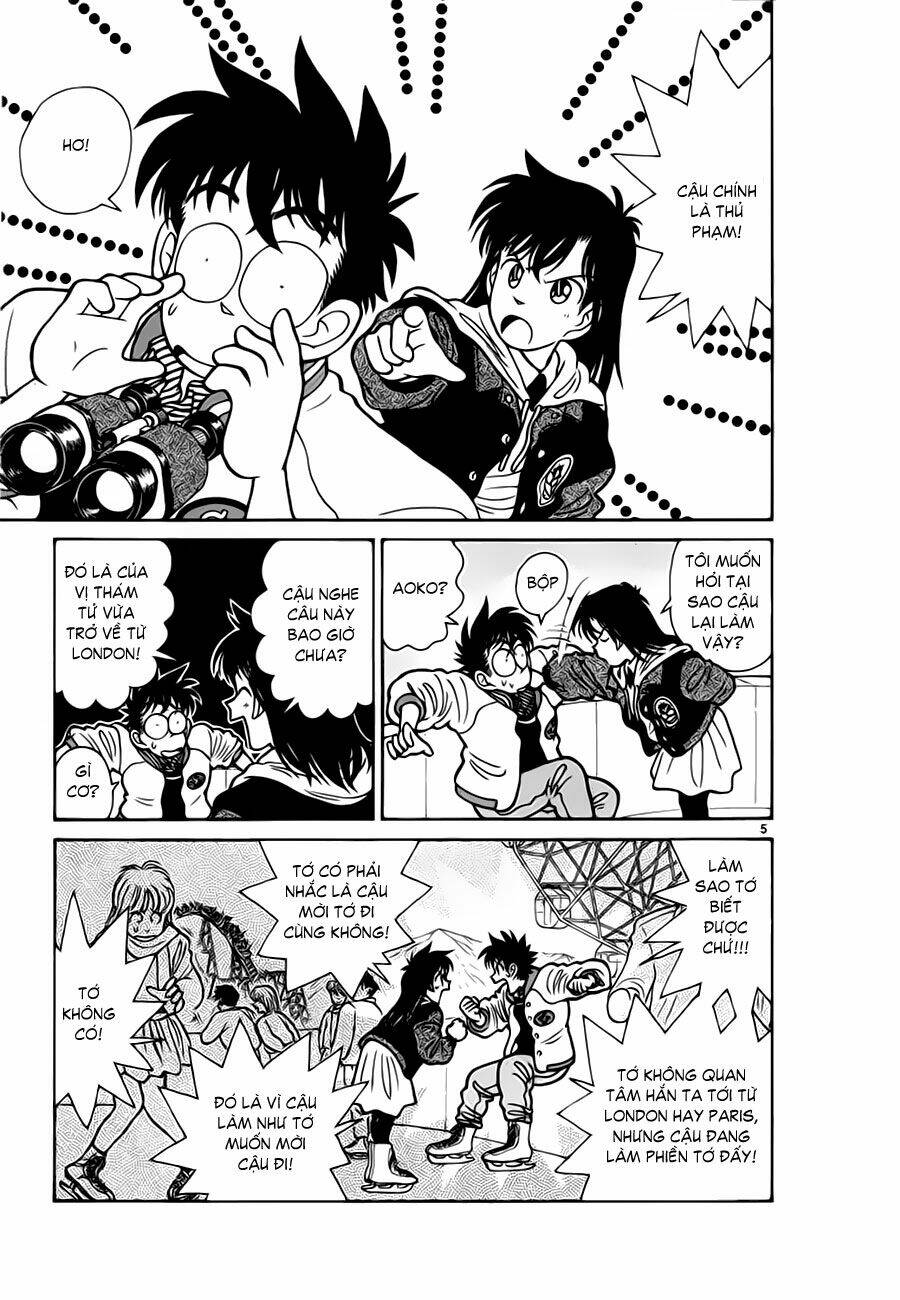 CẬU CHÍNH
LÀ THỦ
PHẠM!
HƠ!
TÔI MUỐN
HỎI TẠI
SAO CẬU
LẠI LÀM
VẬY?
BỘP
AOKO?
CẬU NGHE
CÂU NÀY
BAO GIỜ
CHƯA?
ĐÓ LÀ CỦA
VỊ THÁM
TỬ VỪA
TRỞ VỀ TỪ
LONDON!
GÌ
CƠ?
5
LÀM
SAO TỚ
BIẾT
ĐƯỢC
CHỨ!!!
TỚ KHÔNG QUAN
TÂM HẮN TA TỚI TỪ
LONDON HAY PARIS,
NHƯNG CẬU ĐANG
LÀM PHIỀN TỚ ĐẤY!
TỚ CÓ PHẢI
NHẮC LÀ CẬU
MỜI TỚ ĐI
CÙNG KHÔNG!
ĐÓ LÀ VÌ CẬU
LÀM NHƯ TỚ
MUỐN MỜI
CẬU ĐI!
TỚ
KHÔNG
CÓ!